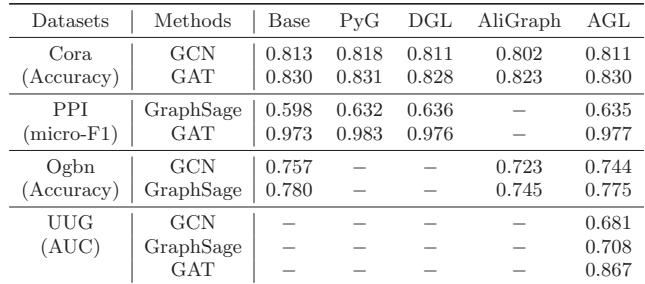 Datasets Methods Base PyG DGL AliGraph AGL
Cora GCN 0.813 0.818 0.811 0.802 0.811
(Accuracy) GAT 0.830 0.831 0.828 0.823 0.830
PPI GraphSage 0.598 0.632 0.636 − 0.635
(micro-F1) GAT 0.973 0.983 0.976 − 0.977
Ogbn GCN 0.757 − − 0.723 0.744
(Accuracy) GraphSage 0.780 − − 0.745 0.775
UUG GCN − − − − 0.681
(AUC) GraphSage − − − − 0.708
GAT − − − − 0.867